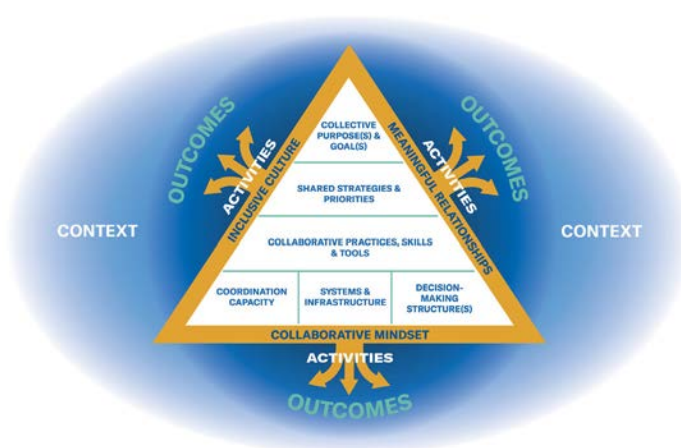 OUTCOMES
OUTCOMES
ACTIVITIES
ACTIVITIES
INCLUSIVE CULTURE
MEANINGFUL RELATIONSHIPS
COLLECTIVE
PURPOSE(S) &
GOAL(S)
SHARED STRATEGIES &
PRIORITIES
CONTEXT
CONTEXT
COLLABORATIVE PRACTICES, SKILLS
& TOOLS
COORDINATION
CAPACITY
SYSTEMS &
INFRASTRUCTURE
DECISION-
MAKING
STRUCTURE(S)
COLLABORATIVE MINDSET
ACTIVITIES
OUTCOMES